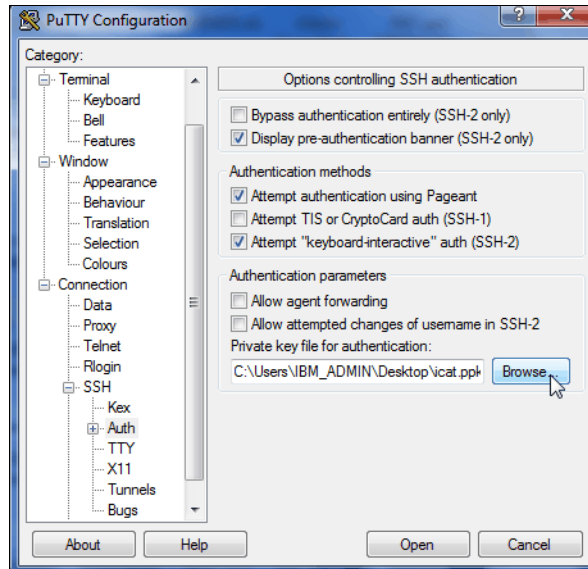 PuTTY Configuration
Category:
Terminal
Keyboard
Bell
Features
Window
Appearance
Behaviour
Translation
Selection
Colours
Connection
Data
Proxy
Telnet
Rlogin
SSH
Kex
Auth
TTY
X11
Tunnels
Bugs
Options controlling SSH authentication
Bypass authentication entirely (SSH-2 only)
Display pre-authentication banner (SSH-2 only)
Authentication methods
Attempt authentication using Pageant
Attempt TIS or CryptoCard auth (SSH-1)
Attempt "keyboard-interactive" auth (SSH-2)
Authentication parameters
Allow agent forwarding
Allow attempted changes of username in SSH-2
Private key file for authentication:
C:\Users\IBM_ADMIN\Desktop\icat.ppk
Browse...
About
Help
Open
Cancel